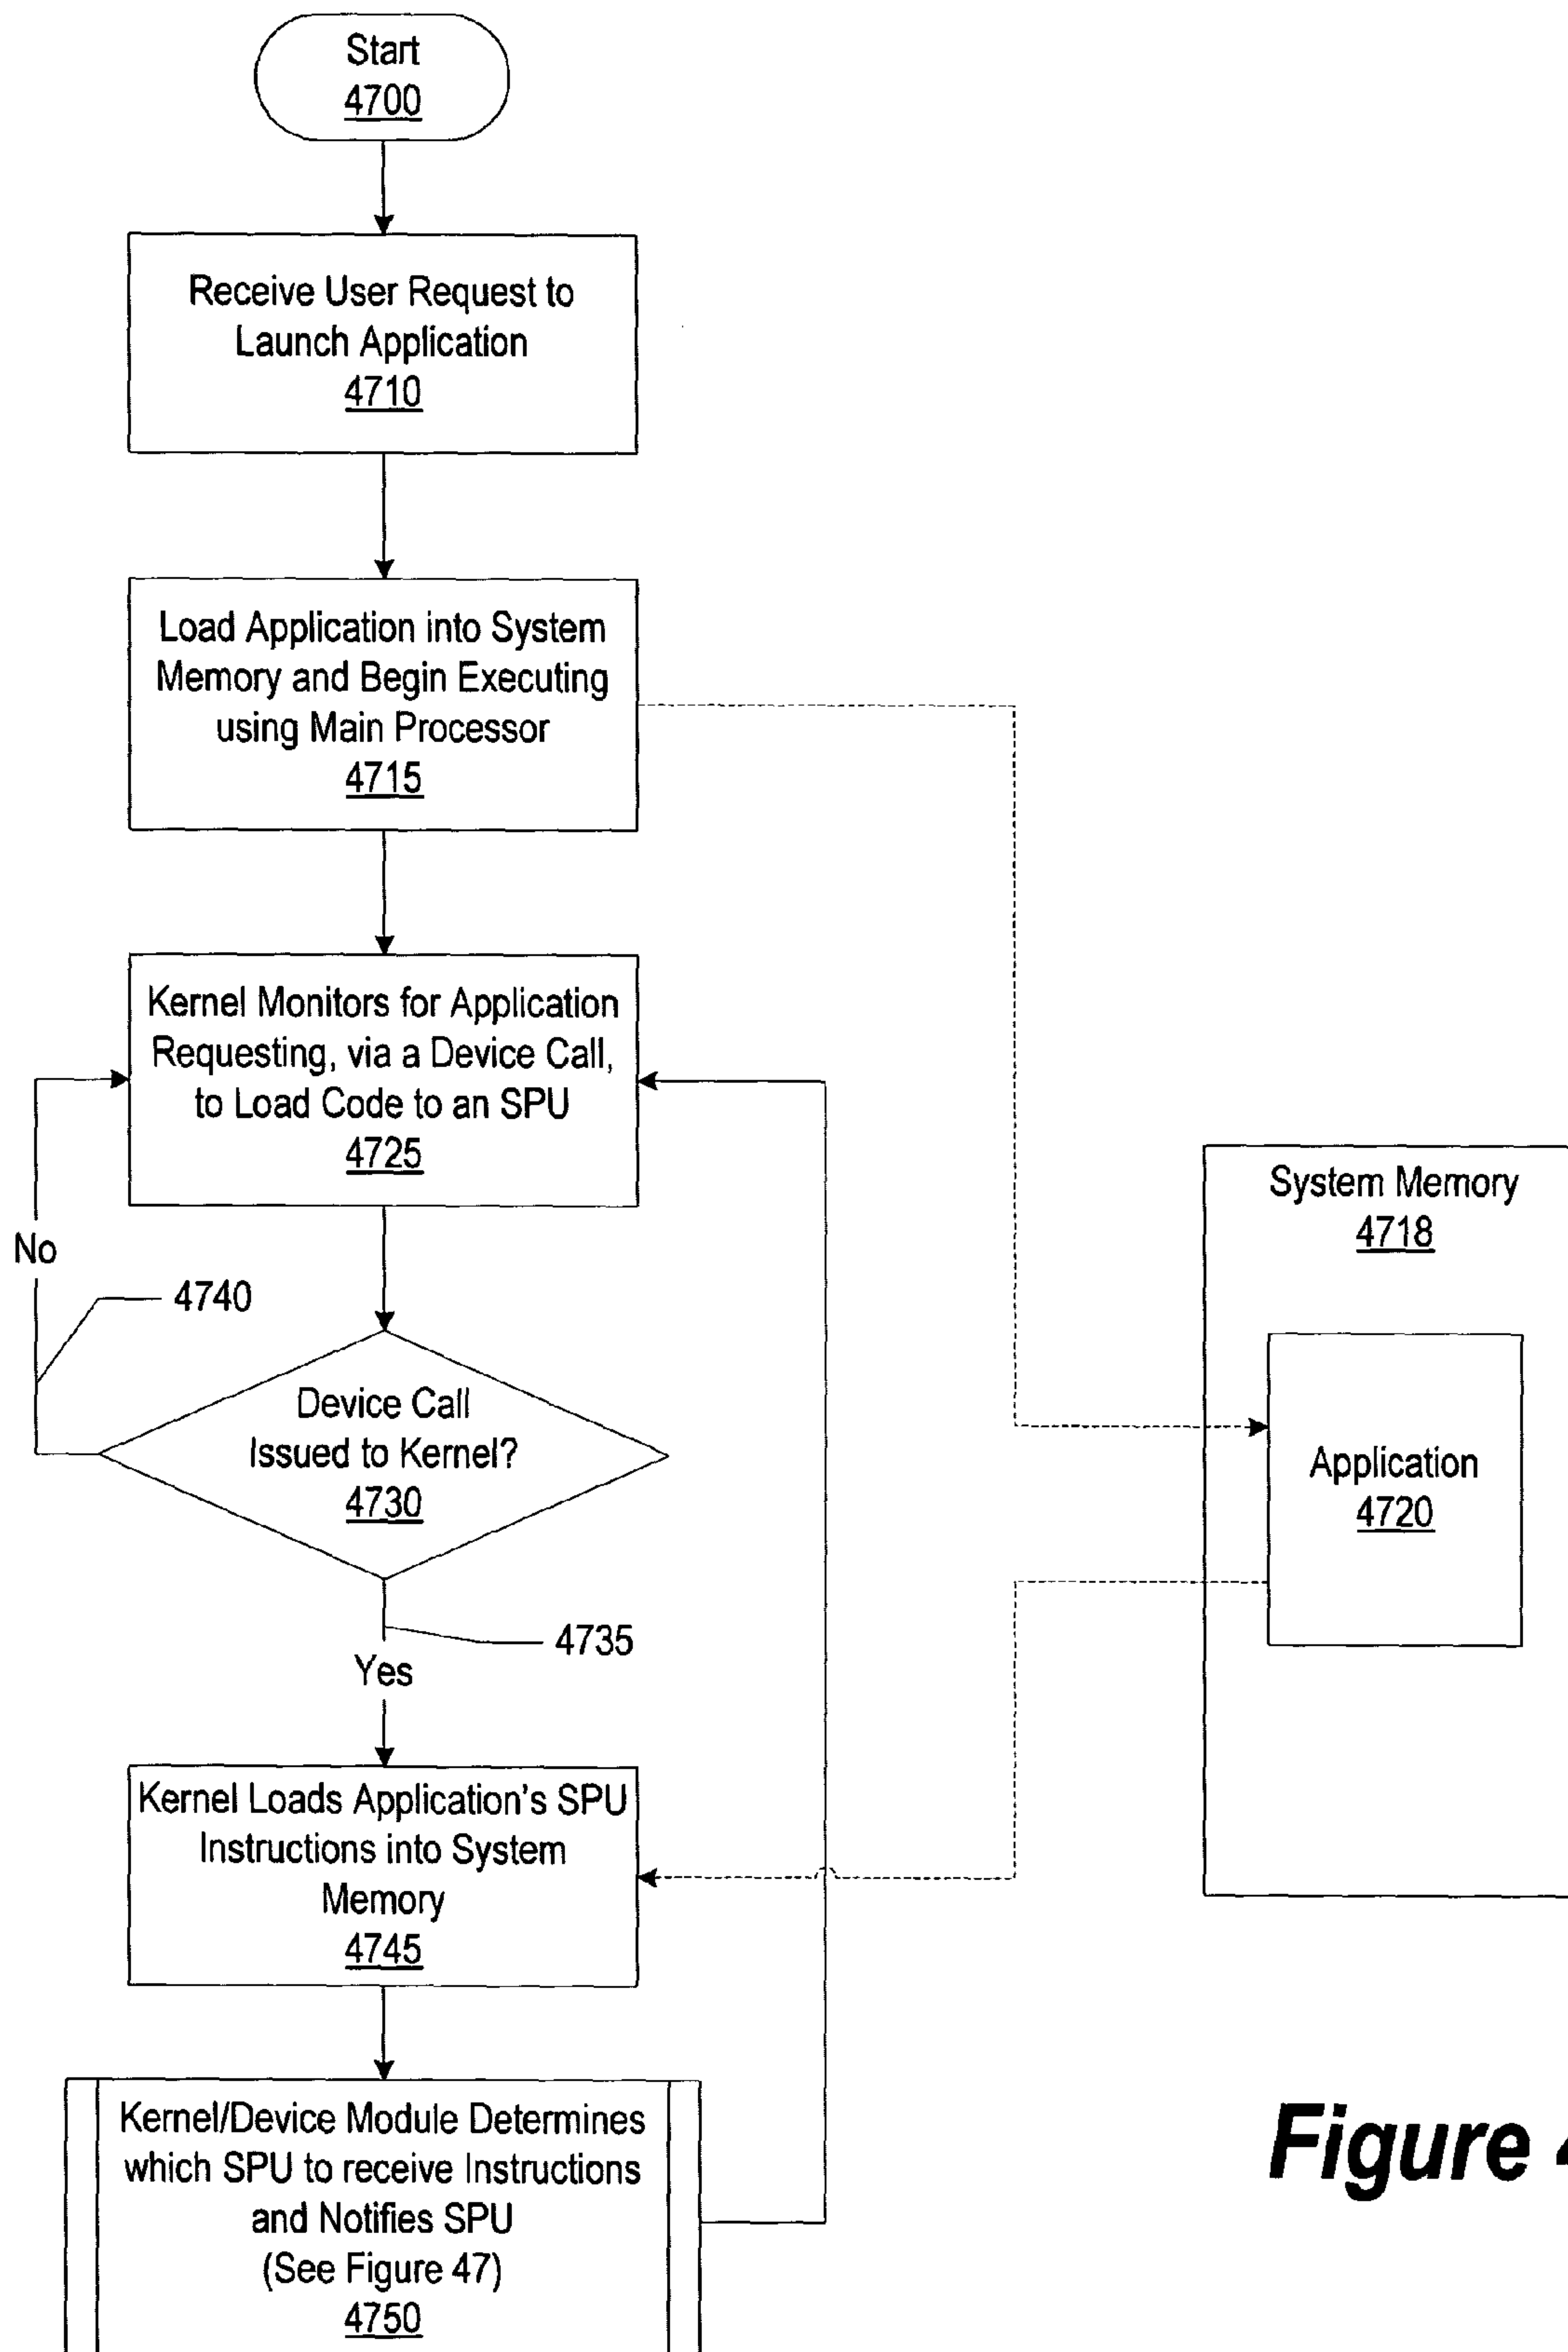 Start
4700
Receive User Request to
Launch Application
4710
Load Application into System
Memory and Begin Executing
using Main Processor
4715
Kernel Monitors for Application
Requesting, via a Device Call,
to Load Code to an SPU
4725
No
4740
Device Call
Issued to Kernel?
4730
4735
Yes
Kernel Loads Application's SPU
Instructions into System
Memory
4745
Kernel/Device Module Determines
which SPU to receive Instructions
and Notifies SPU
(See Figure 47)
4750
System Memory
4718
Application
4720
Figure